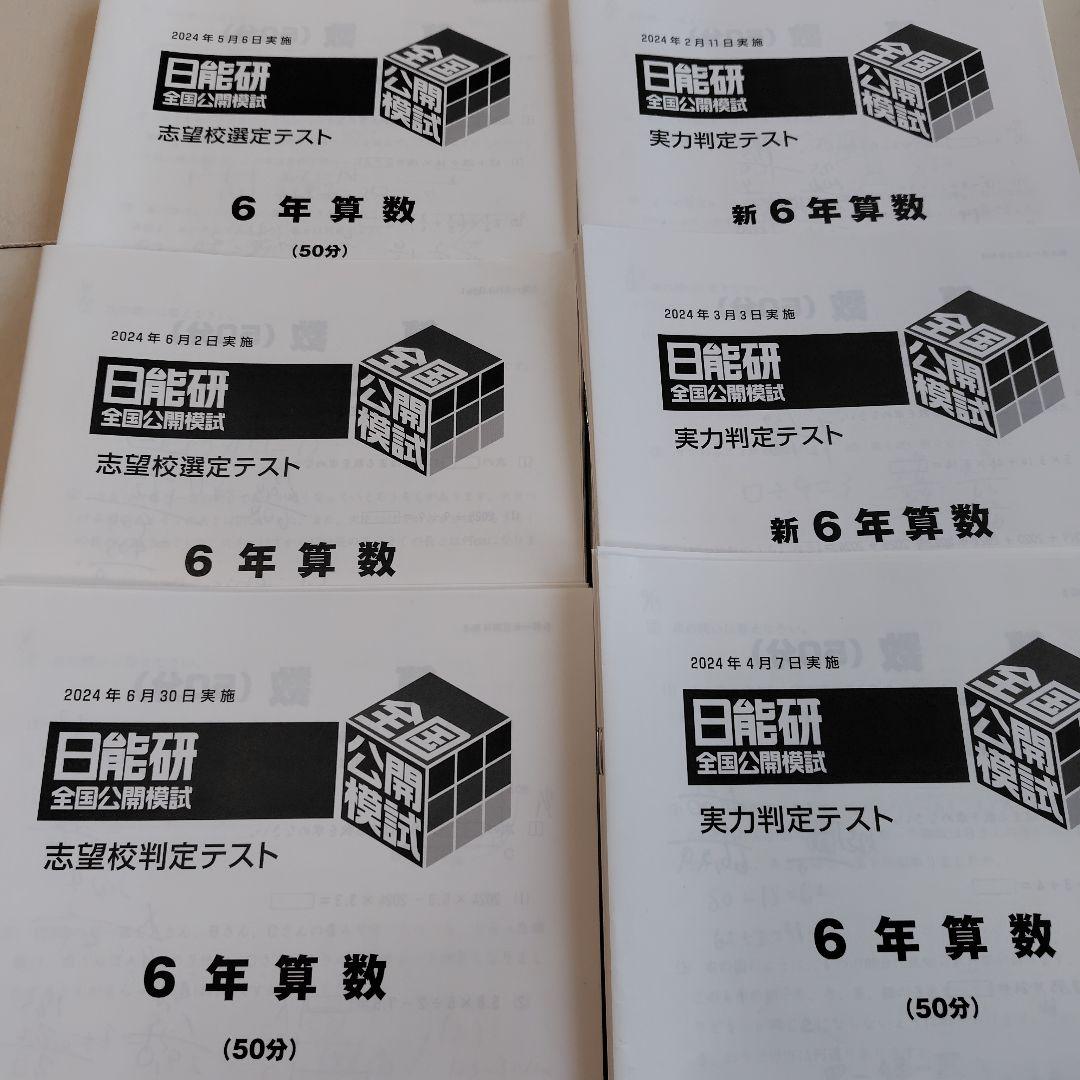 2024年5月6日実施
日能研
全国公開模試
全国
公開
模試
志望校選定テスト
6年算数
(50分)
2024年2月11日実施
日能研
全国公開模試
全国
公開
模試
実力判定テスト
新6年算数
2024年6月2日実施
日能研
全国公開模試
全国
公開
模試
志望校選定テスト
6年算数
2024年3月3日実施
日能研
全国公開模試
全国
公開
模試
実力判定テスト
新6年算数
2024年6月30日実施
日能研
全国公開模試
全国
公開
模試
志望校判定テスト
6年算数
(50分)
2024年4月7日実施
日能研
全国公開模試
全国
公開
模試
実力判定テスト
6年算数
(50分)